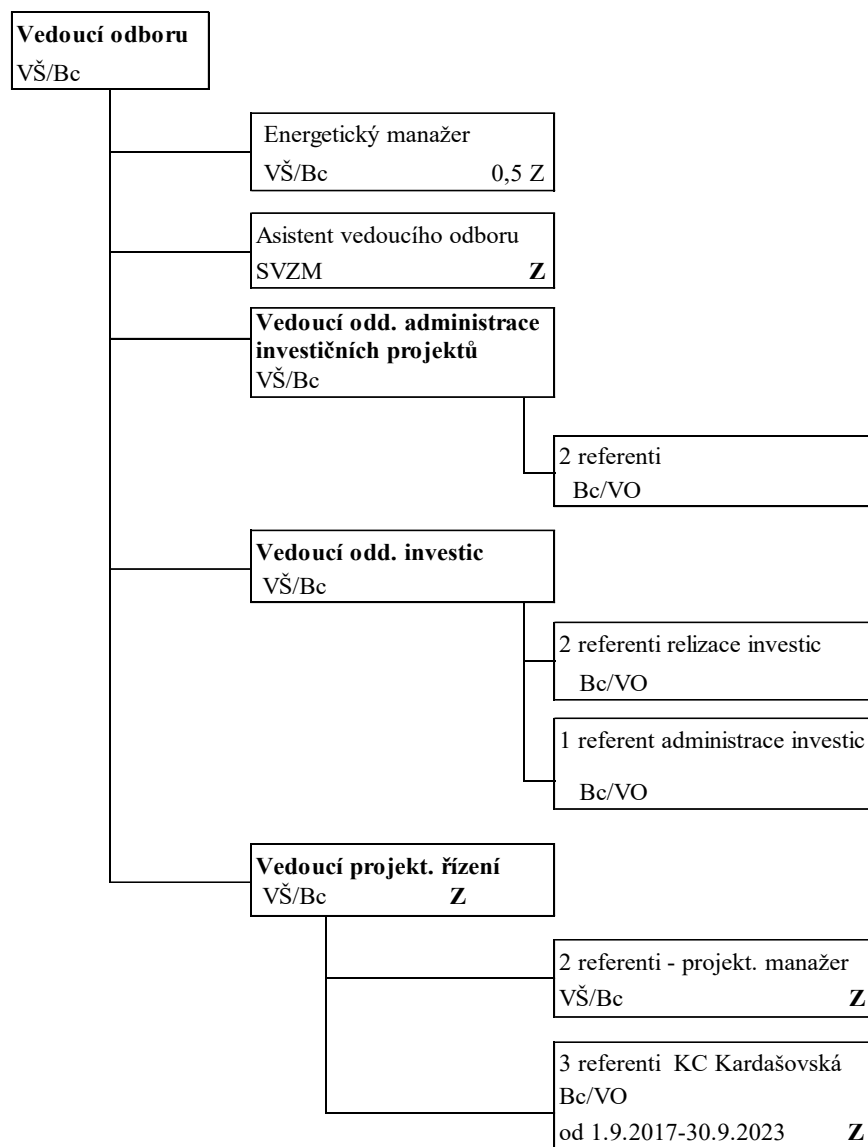 Vedoucí odboru
VŠ/Bc
Energetický manažer
VŠ/Bc 0,5 Z
Asistent vedoucího odboru
SVZM Z
Vedoucí odd. administrace
investičních projektů
VŠ/Bc
2 referenti
Bc/VO
Vedoucí odd. investic
VŠ/Bc
2 referenti relizace investic
Bc/VO
1 referent administrace investic
Bc/VO
Vedoucí projekt. řízení
VŠ/Bc Z
2 referenti - projekt. manažer
VŠ/Bc Z
3 referenti KC Kardašovská
Bc/VO
od 1.9.2017-30.9.2023 Z